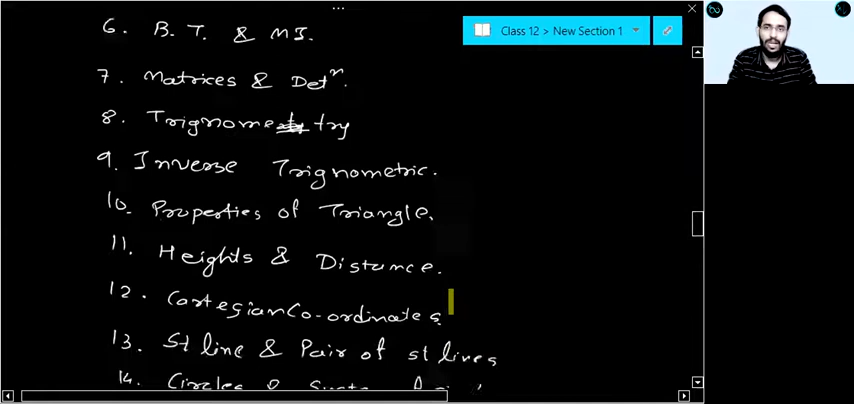 ...
Class 12 > New Section 1
6. B. T. & MI.
7. Matrices & Detⁿ.
8. Trignometry
9. Inverse Trignometric.
10. Properties of Triangle.
11. Heights & Distance.
12. Cartegian Co-ordinates
13. St line & Pair of st lines
14. Circles &